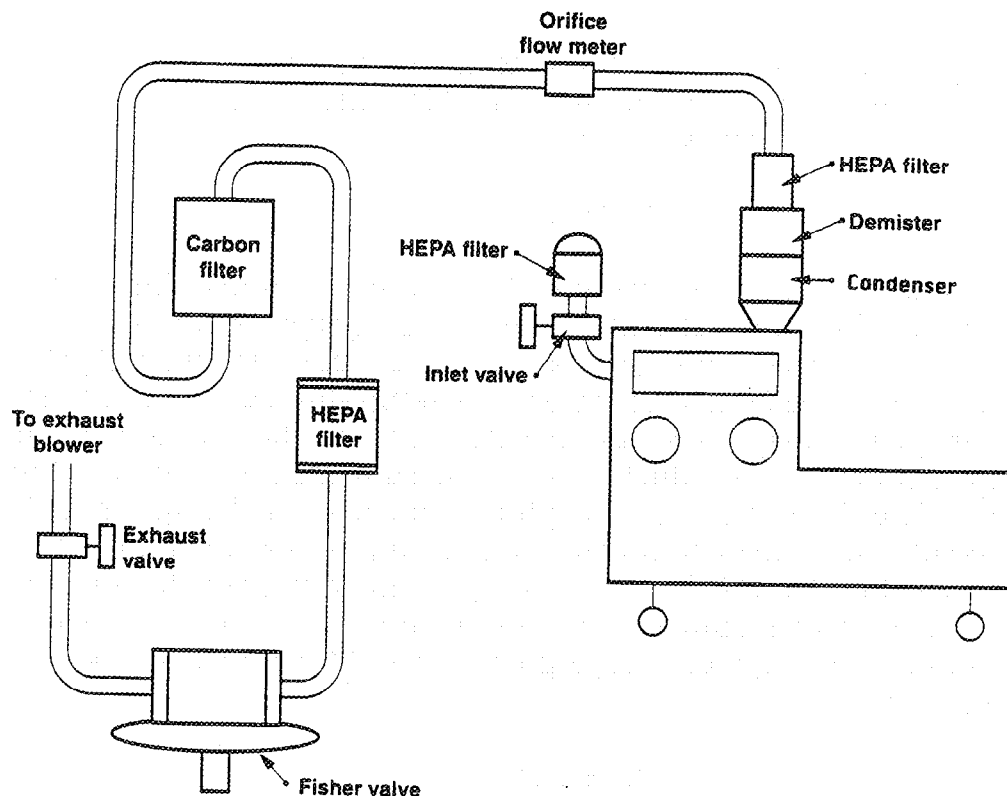 Orifice
flow meter
HEPA filter
Demister
Condenser
HEPA filter
Inlet valve
Carbon
filter
HEPA
filter
To exhaust
blower
Exhaust
valve
Fisher valve